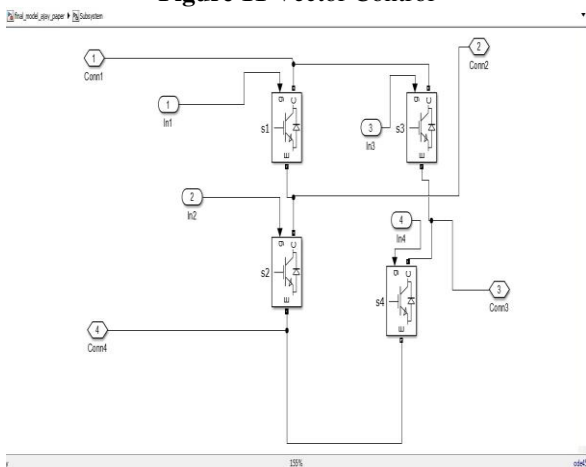 Figure 11 Vector Control
final_model_ajay_paper Subsystem
1
Conn1
2
Conn2
1
In1
g C
s1
E
3
In3
g C
s3
E
2
In2
g C
s2
E
4
In4
g C
s4
E
3
Conn3
4
Conn4
155%